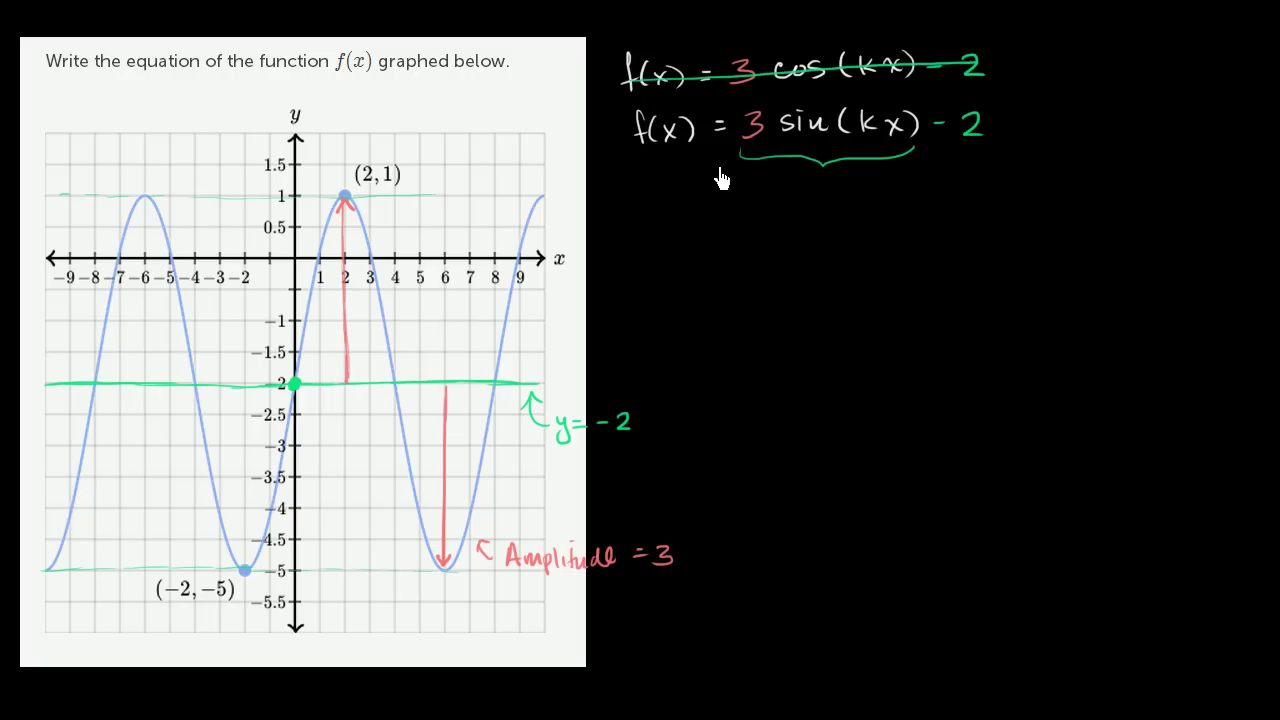 Write the equation of the function f(x) graphed below.
f(x) = 3 cos(kx) - 2
f(x) = 3 sin(kx) - 2
y
(2, 1)
1.5
1
0.5
x
-9 -8 -7 -6 -5 -4 -3 -2 1 2 3 4 5 6 7 8 9
-1
-1.5
-2
-2.5
-3
-3.5
-4
-4.5
-5
-5.5
y = -2
Amplitude = 3
(-2, -5)